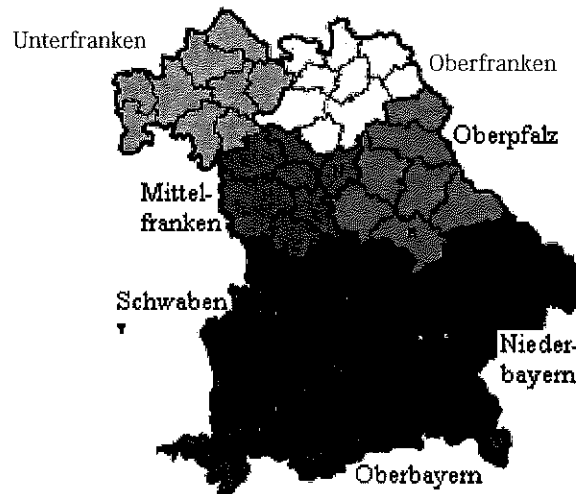 Unterfranken
Oberfranken
Oberpfalz
Mittel-
franken
Schwaben
Nieder-
bayern
Oberbayern